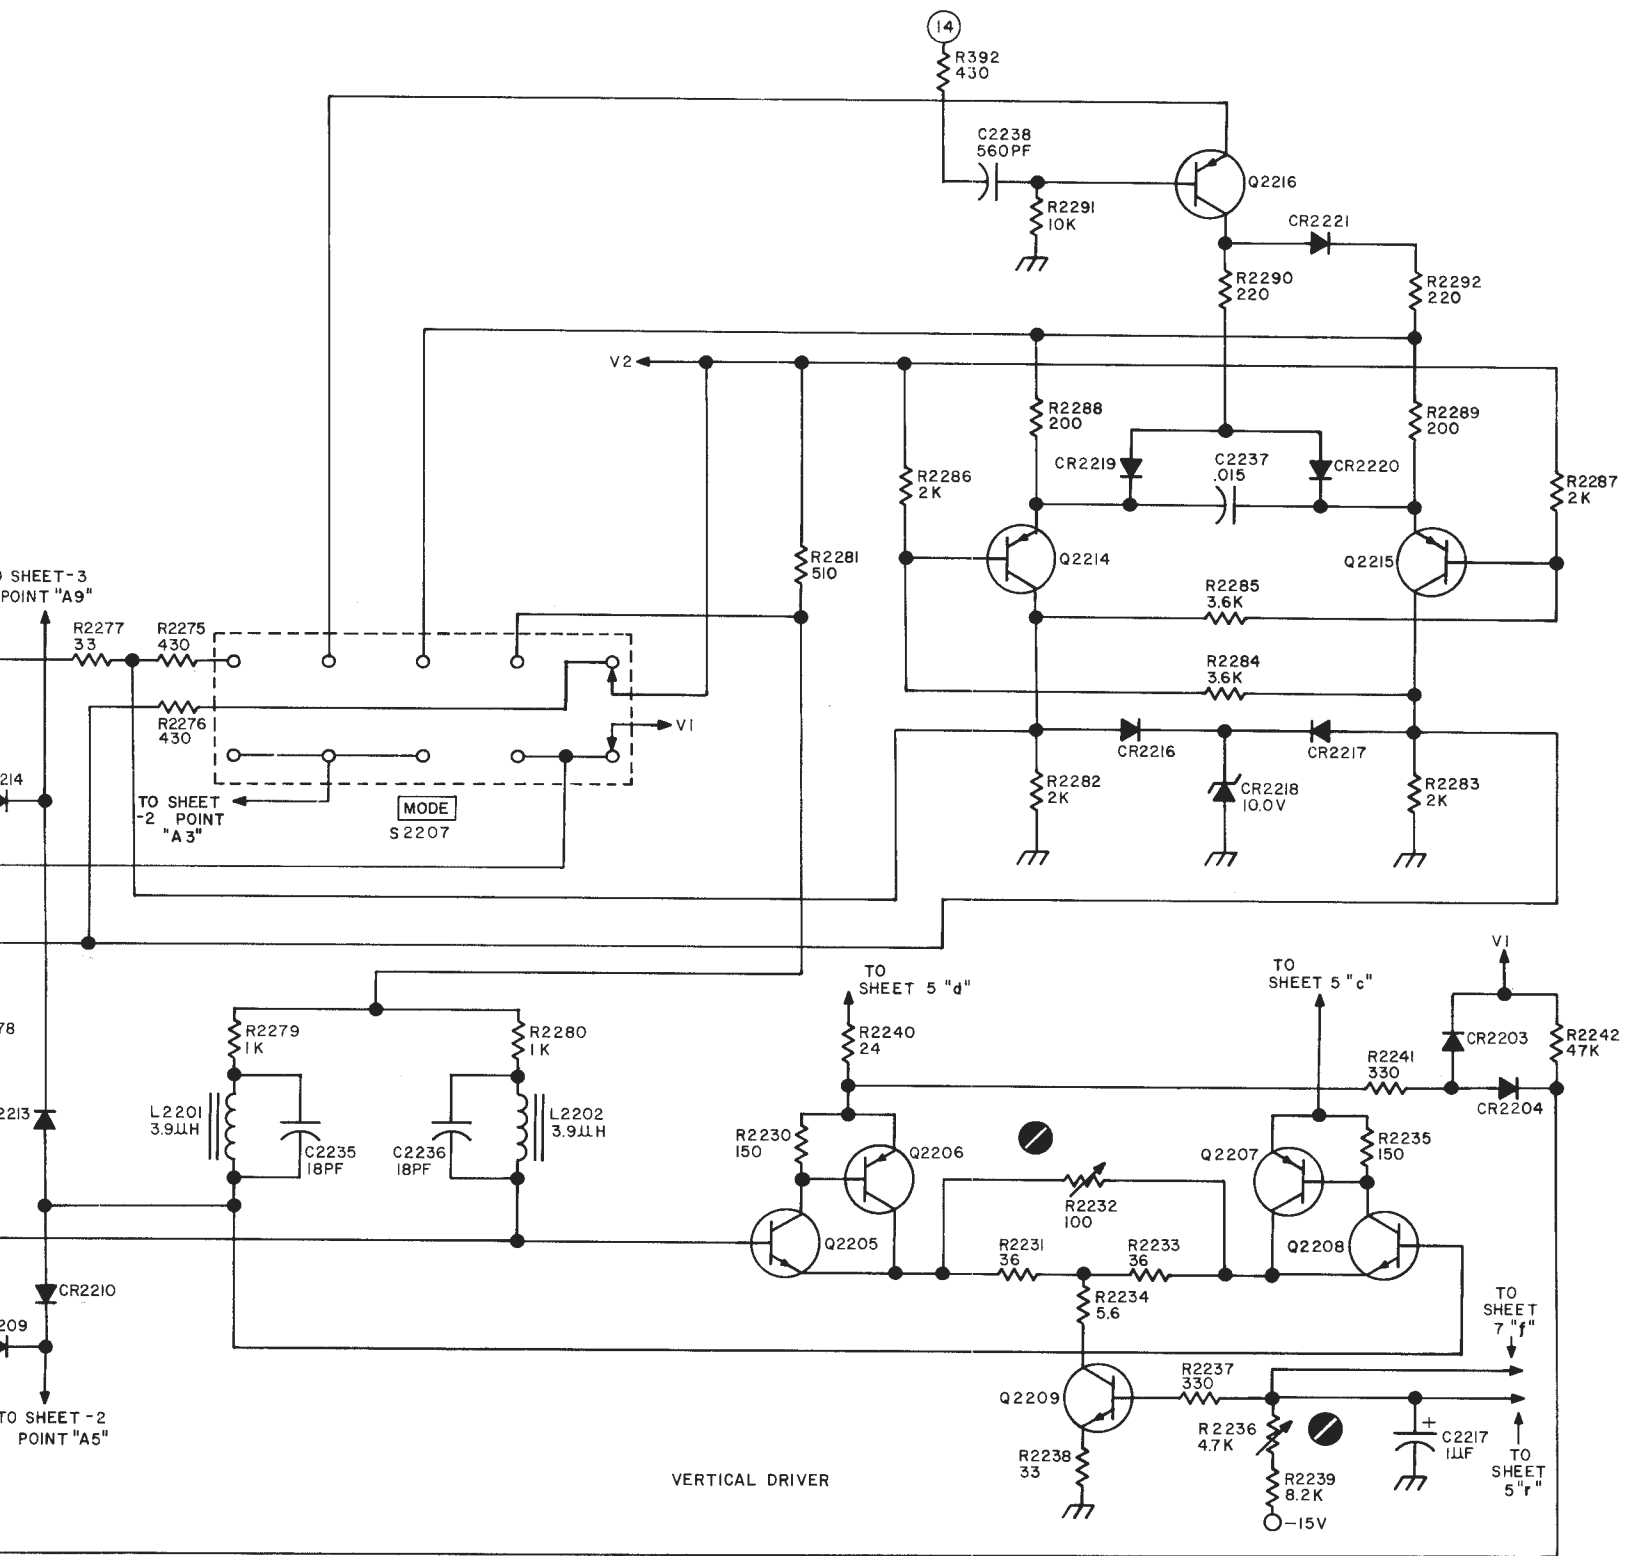 14
R392
430
C2238
560PF
Q2216
R2291
10K
CR2221
R2290
220
R2292
220
V2
R2288
200
R2289
200
CR2219
C2237
.015
CR2220
R2286
2K
R2287
2K
R2281
510
Q2214
Q2215
SHEET-3
POINT "A9"
R2285
3.6K
R2277
33
R2275
430
R2284
3.6K
R2276
430
V1
CR2216
CR2217
214
TO SHEET
-2 POINT
"A3"
MODE
S2207
R2282
2K
CR2218
10.0V
R2283
2K
V1
TO
SHEET 5 "d"
TO
SHEET 5 "c"
78
R2279
1K
R2280
1K
R2240
24
CR2203
R2242
47K
R2241
330
CR2204
2213
L2201
3.9µH
C2235
18PF
C2236
18PF
L2202
3.9µH
R2230
150
Q2206
R2232
100
Q2207
R2235
150
Q2205
R2231
36
R2233
36
Q2208
CR2210
R2234
5.6
TO
SHEET
7 "f"
209
Q2209
R2237
330
TO SHEET-2
POINT "A5"
R2236
4.7K
C2217
1µF
+
R2238
33
VERTICAL DRIVER
R2239
8.2K
TO
SHEET
5 "r"
-15V